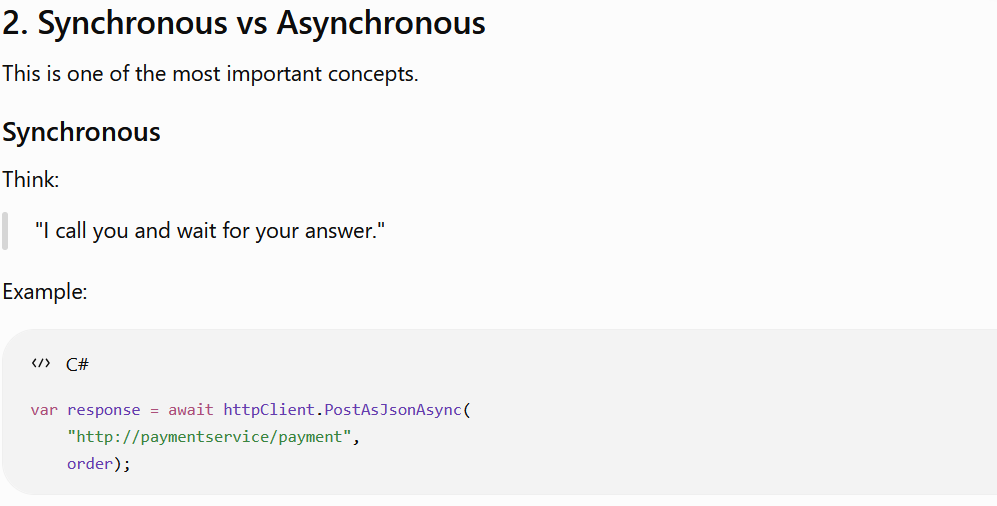 2. Synchronous vs Asynchronous
This is one of the most important concepts.
Synchronous
Think:
"I call you and wait for your answer."
Example:
</> C#
var response = await httpClient.PostAsJsonAsync(
    "http://paymentservice/payment",
    order);